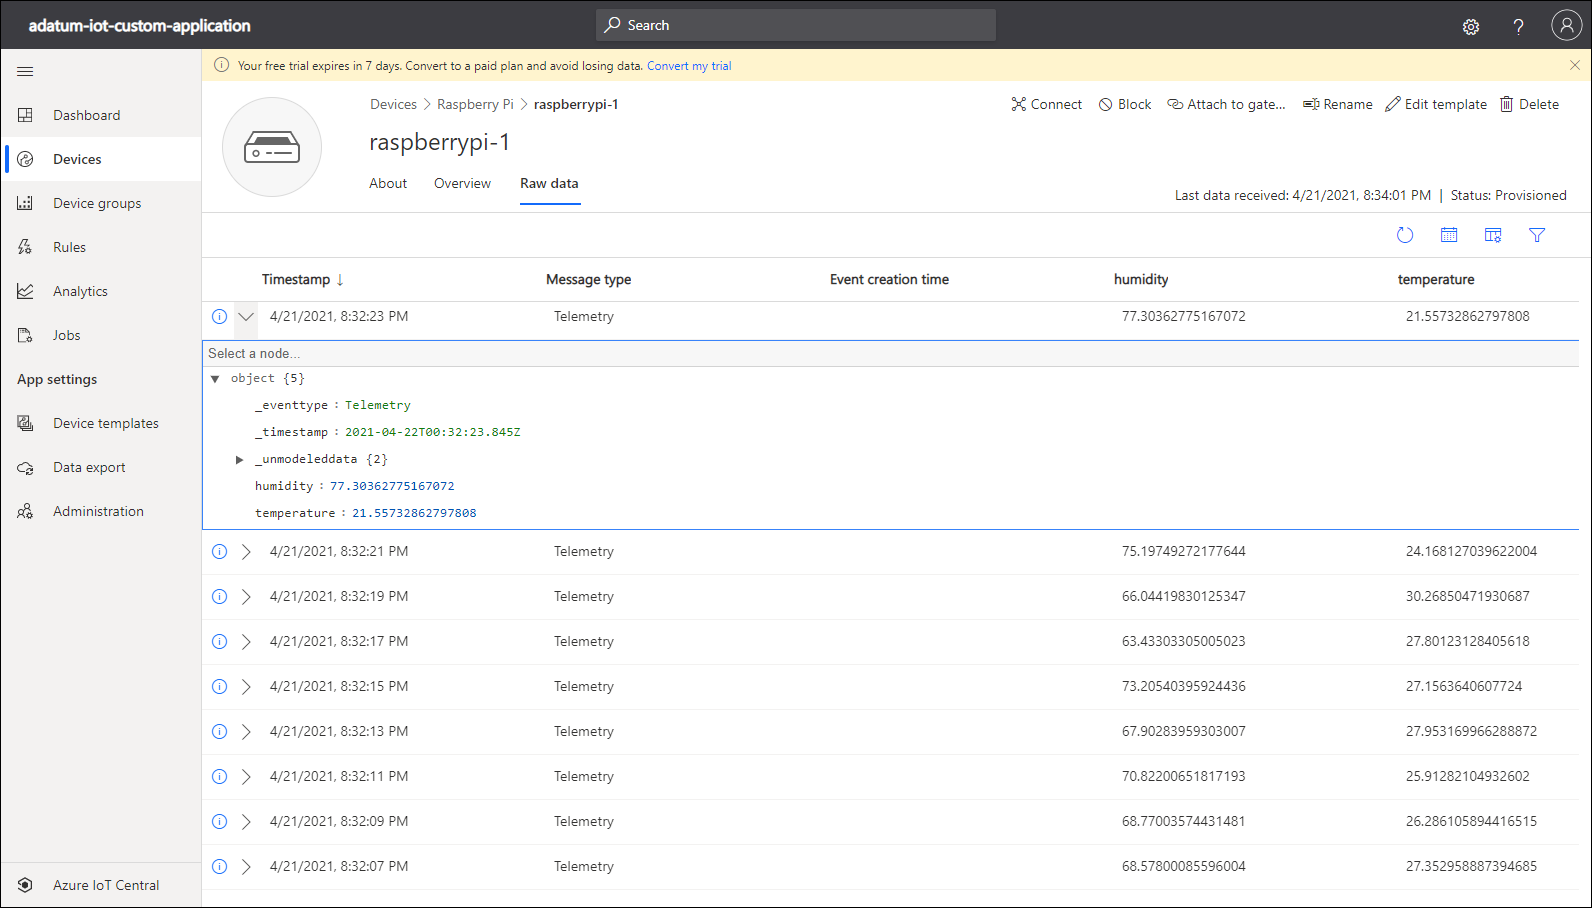 adatum-iot-custom-application
Search
Your free trial expires in 7 days. Convert to a paid plan and avoid losing data. Convert my trial
Dashboard
Devices
Device groups
Rules
Analytics
Jobs
App settings
Device templates
Data export
Administration
Azure IoT Central
Devices > Raspberry Pi > raspberrypi-1
Connect Block Attach to gate... Rename Edit template Delete
raspberrypi-1
About Overview Raw data
Last data received: 4/21/2021, 8:34:01 PM | Status: Provisioned
Timestamp ↓ Message type Event creation time humidity temperature
4/21/2021, 8:32:23 PM Telemetry 77.30362775167072 21.55732862797808
Select a node...
object {5}
_eventtype : Telemetry
_timestamp : 2021-04-22T00:32:23.845Z
_unmodeleddata {2}
humidity : 77.30362775167072
temperature : 21.55732862797808
4/21/2021, 8:32:21 PM Telemetry 75.19749272177644 24.168127039622004
4/21/2021, 8:32:19 PM Telemetry 66.04419830125347 30.26850471930687
4/21/2021, 8:32:17 PM Telemetry 63.43303305005023 27.80123128405618
4/21/2021, 8:32:15 PM Telemetry 73.20540395924436 27.1563640607724
4/21/2021, 8:32:13 PM Telemetry 67.90283959303007 27.953169966288872
4/21/2021, 8:32:11 PM Telemetry 70.82200651817193 25.91282104932602
4/21/2021, 8:32:09 PM Telemetry 68.77003574431481 26.286105894416515
4/21/2021, 8:32:07 PM Telemetry 68.57800085596004 27.352958887394685